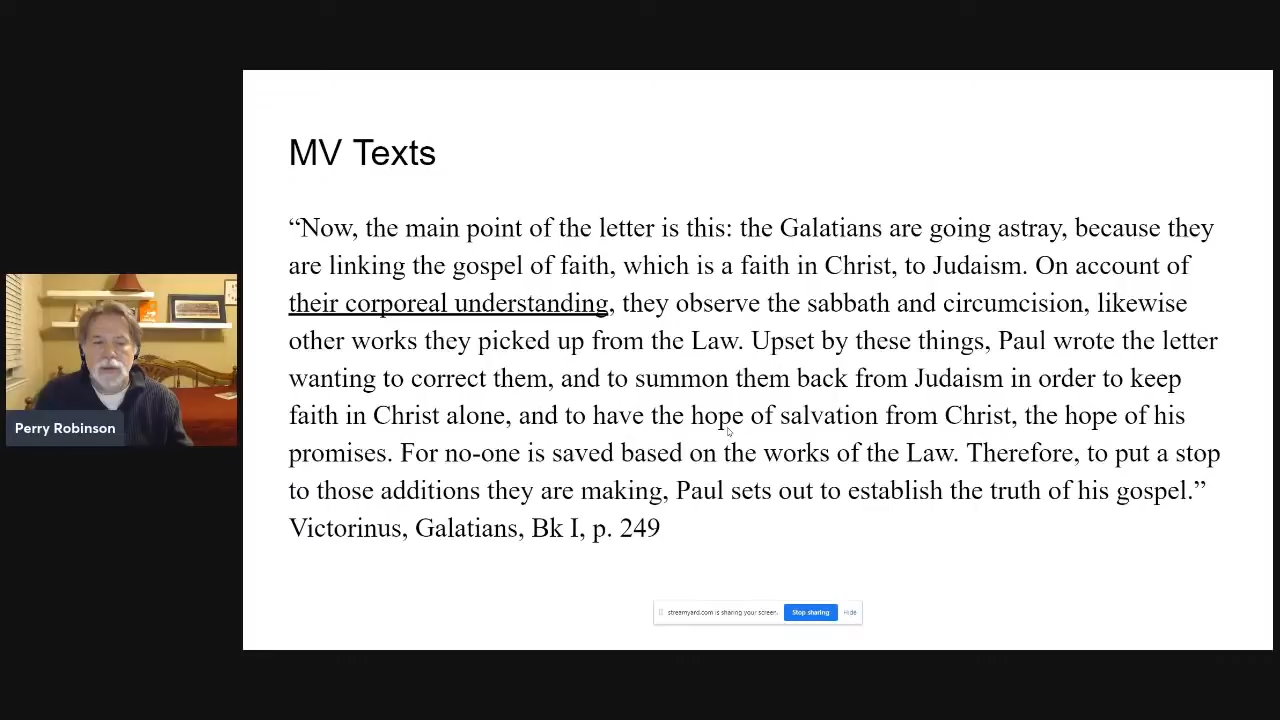 MV Texts
“Now, the main point of the letter is this: the Galatians are going astray, because they
are linking the gospel of faith, which is a faith in Christ, to Judaism. On account of
their corporeal understanding, they observe the sabbath and circumcision, likewise
other works they picked up from the Law. Upset by these things, Paul wrote the letter
wanting to correct them, and to summon them back from Judaism in order to keep
faith in Christ alone, and to have the hope of salvation from Christ, the hope of his
promises. For no-one is saved based on the works of the Law. Therefore, to put a stop
to those additions they are making, Paul sets out to establish the truth of his gospel.”
Victorinus, Galatians, Bk I, p. 249
Perry Robinson
streamyard.com is sharing your screen.
Stop sharing
Hide